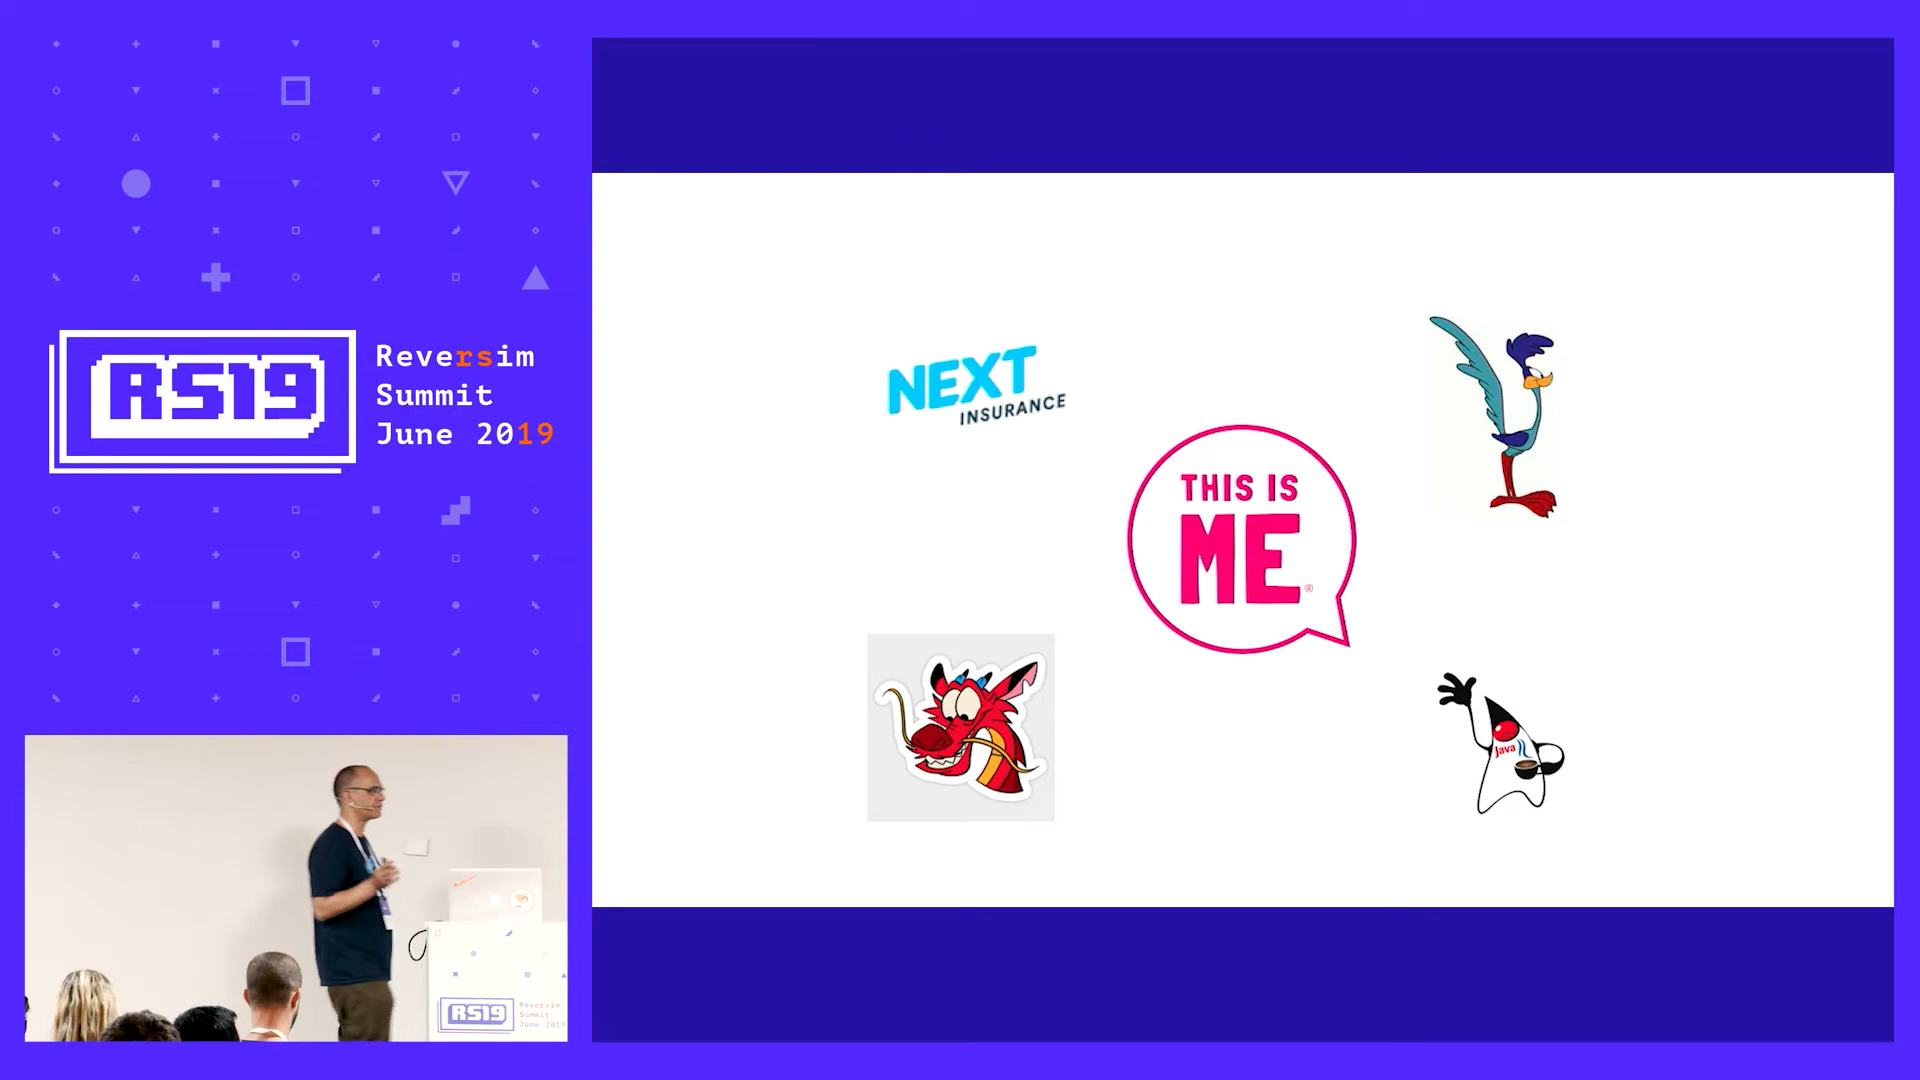 RS19
Reversim
Summit
June 2019
NEXT
INSURANCE
THIS IS
ME®
Java
RS19
Reversim
Summit
June 2019